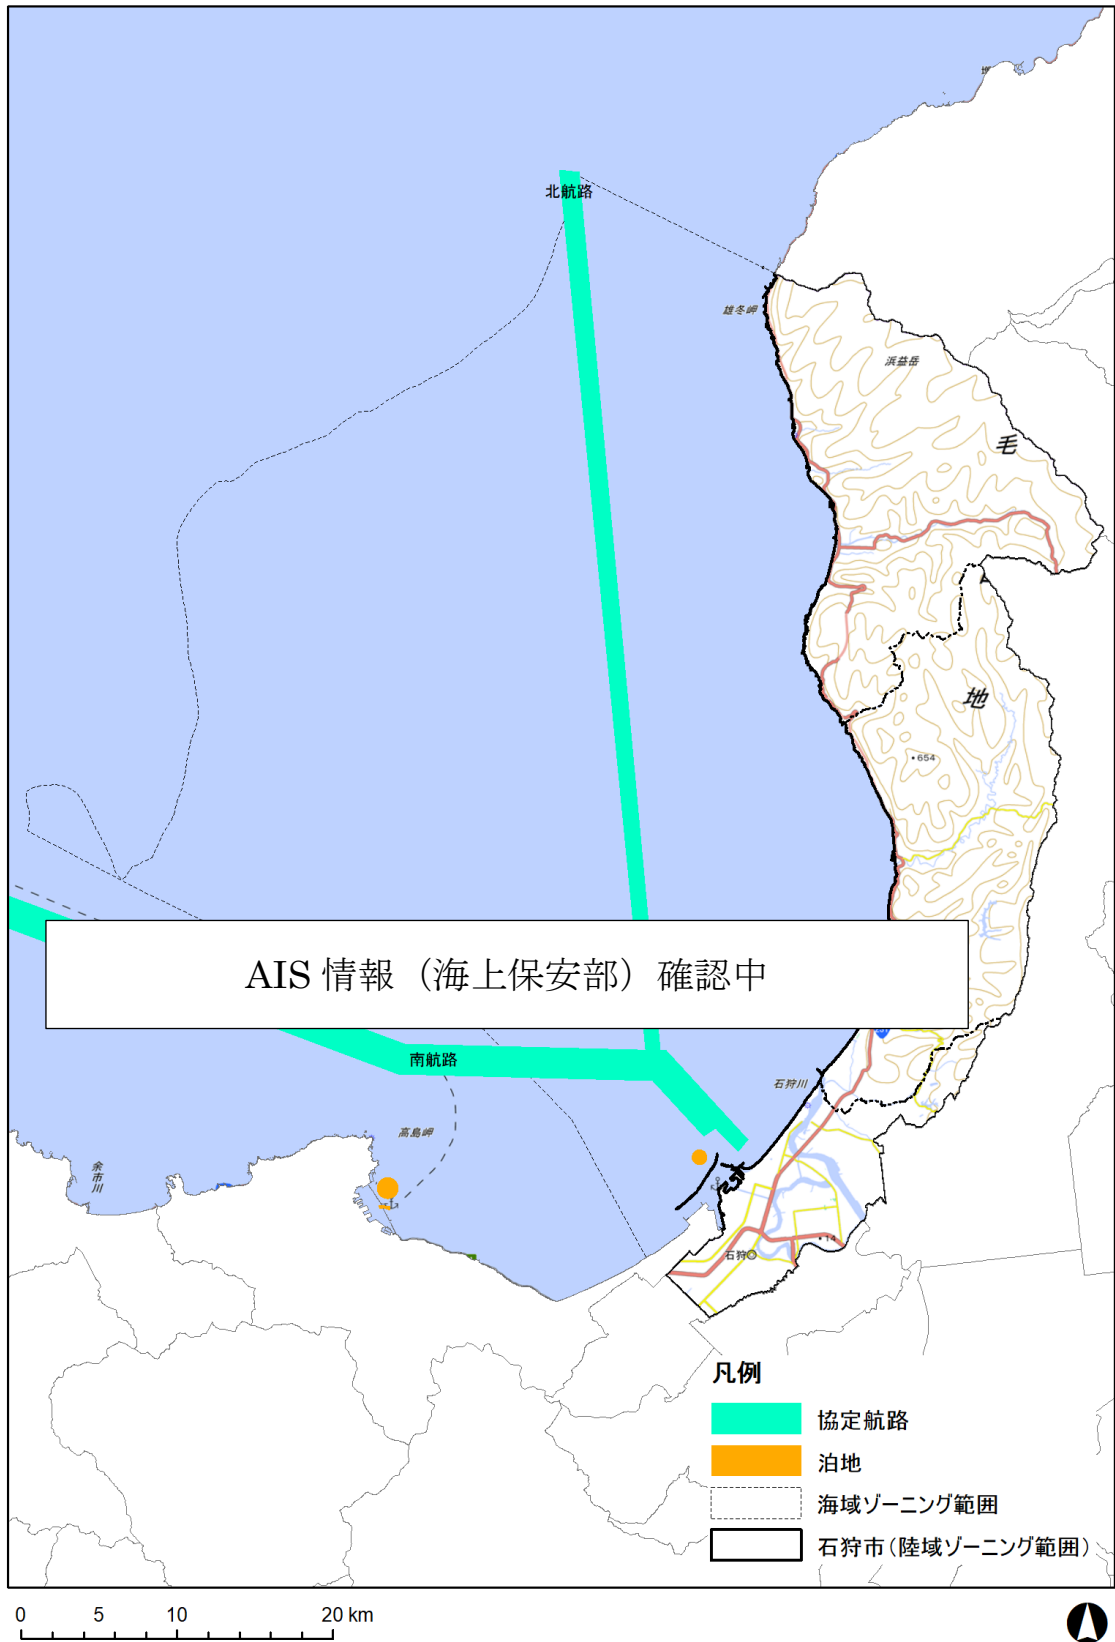 北航路
雄冬岬
浜益岳
毛
地
654
AIS 情報（海上保安部）確認中
南航路
石狩川
高島岬
余市川
石狩
14
凡例
協定航路
泊地
海域ゾーニング範囲
石狩市（陸域ゾーニング範囲）
0 5 10 20 km